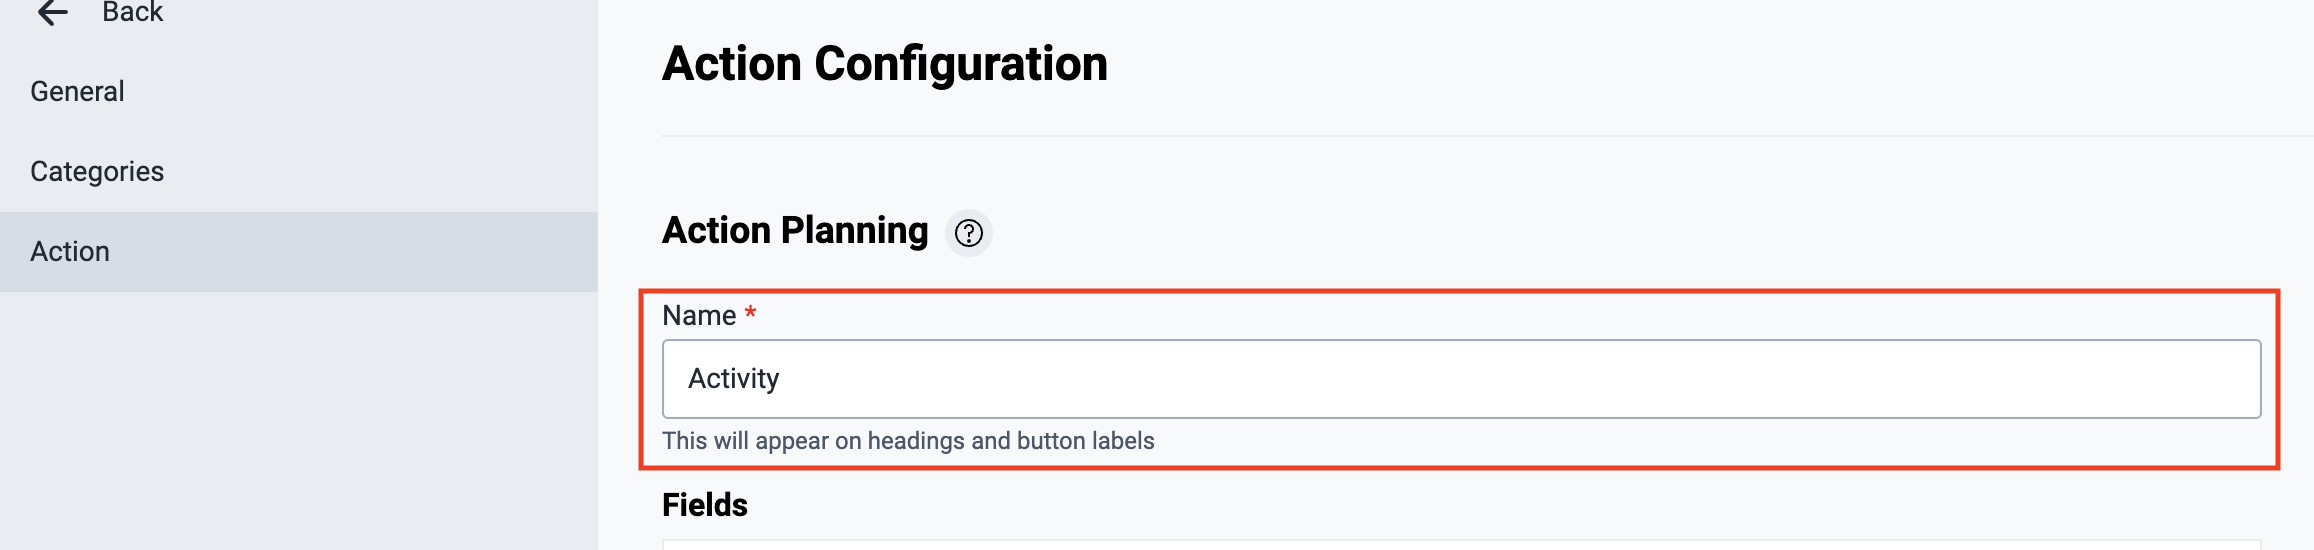 Back
General
Categories
Action
Action Configuration
Action Planning
Name *
Activity
This will appear on headings and button labels
Fields